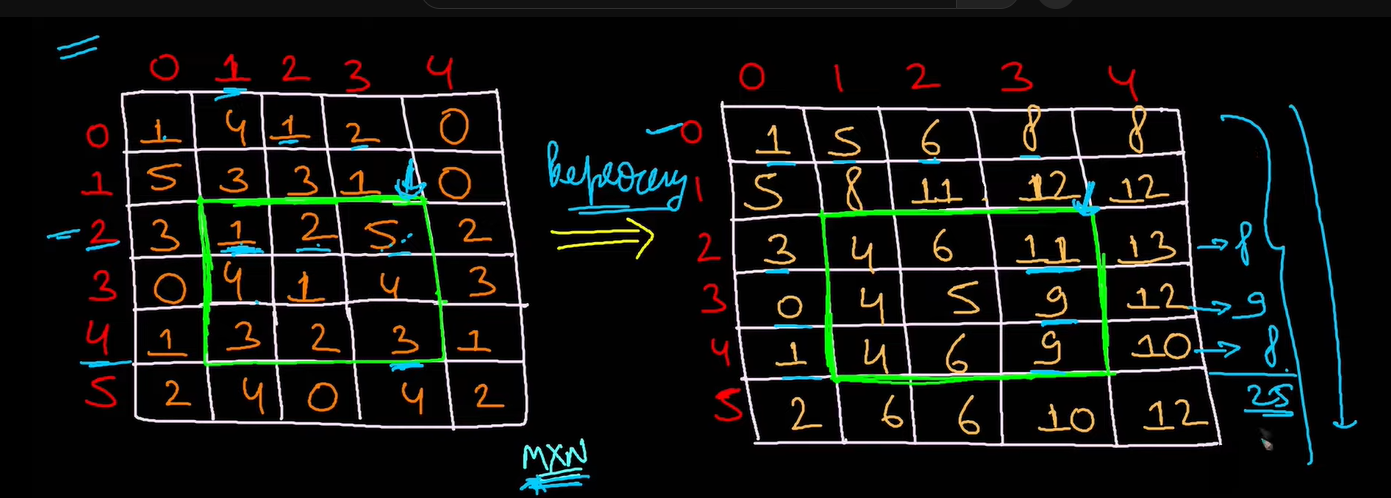 0 1 2 3 4
0 1 4 1 2 0
1 5 3 3 1 0
2 3 1 2 5 2
3 0 4 1 4 3
4 1 3 2 3 1
5 2 4 0 4 2
MXN
0 1 2 3 4
0 1 5 6 8 8
1 5 8 11 12 12
2 3 4 6 11 13 → 8
3 0 4 5 9 12 → 9
4 1 4 6 9 10 → 8
25
5 2 6 6 10 12